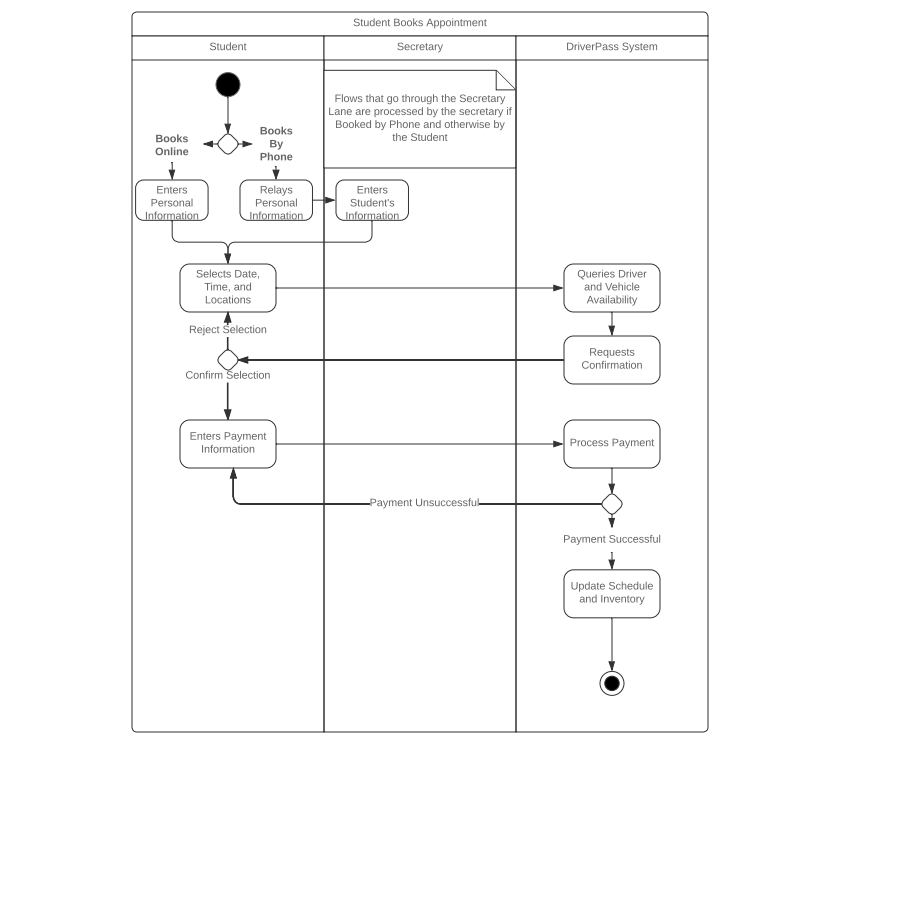 Student Books Appointment
Student
Secretary
DriverPass System
Flows that go through the Secretary
Lane are processed by the secretary if
Booked by Phone and otherwise by
the Student
Books
Online
Books
By
Phone
Enters
Personal
Information
Relays
Personal
Information
Enters
Student's
Information
Selects Date,
Time, and
Locations
Queries Driver
and Vehicle
Availability
Reject Selection
Requests
Confirmation
Confirm Selection
Enters Payment
Information
Process Payment
Payment Unsuccessful
Payment Successful
Update Schedule
and Inventory